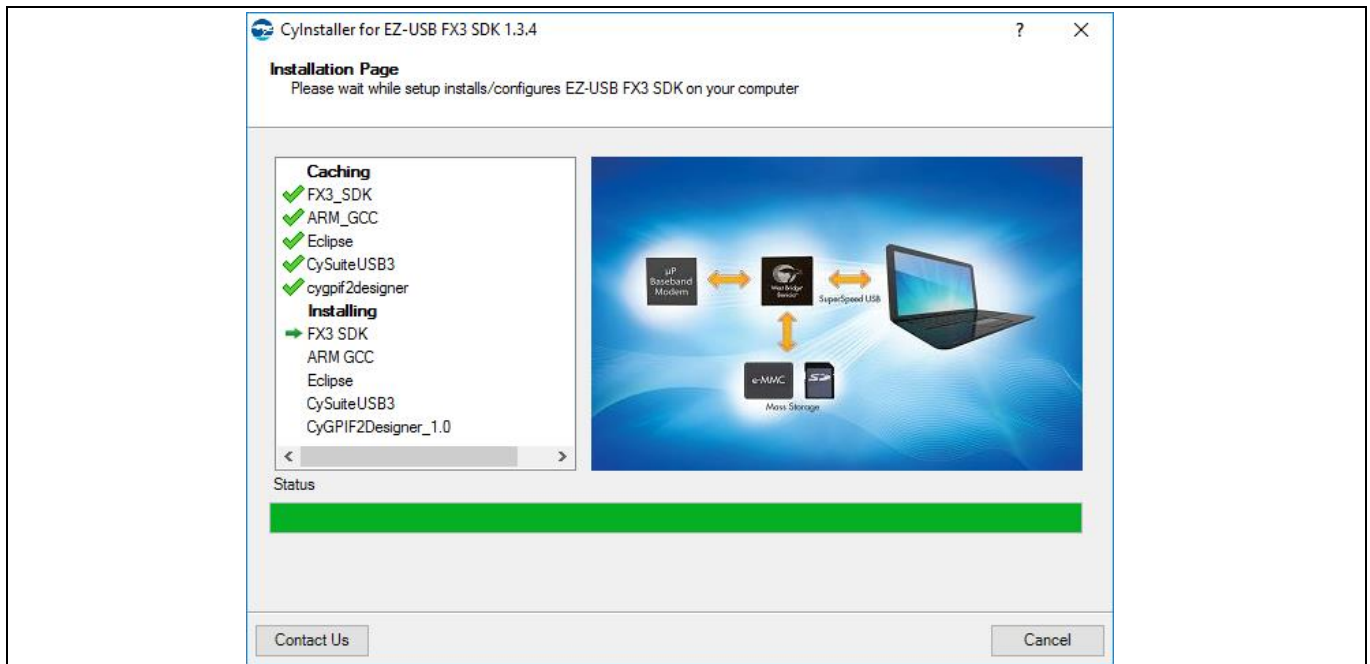 CyInstaller for EZ-USB FX3 SDK 1.3.4
Installation Page
Please wait while setup installs/configures EZ-USB FX3 SDK on your computer
Caching
FX3_SDK
ARM_GCC
Eclipse
CySuiteUSB3
cygpif2designer
Installing
FX3 SDK
ARM GCC
Eclipse
CySuiteUSB3
CyGPIF2Designer_1.0
µP
Baseband
Modem
West Bridge
SuperSpeed USB
e-MMC
Mass Storage
Status
Contact Us
Cancel